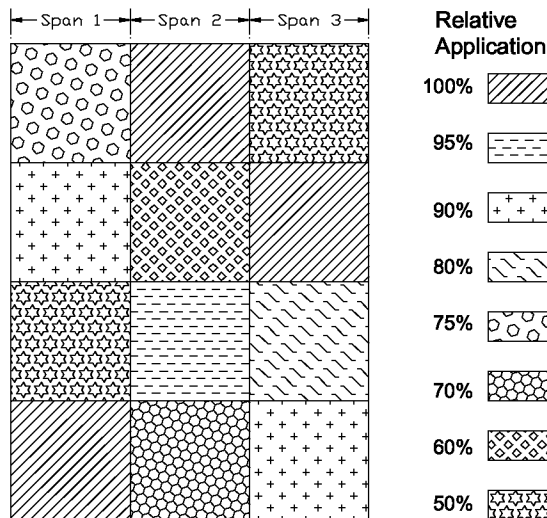 Span 1 Span 2 Span 3
Relative
Application
100%
95%
90%
80%
75%
70%
60%
50%